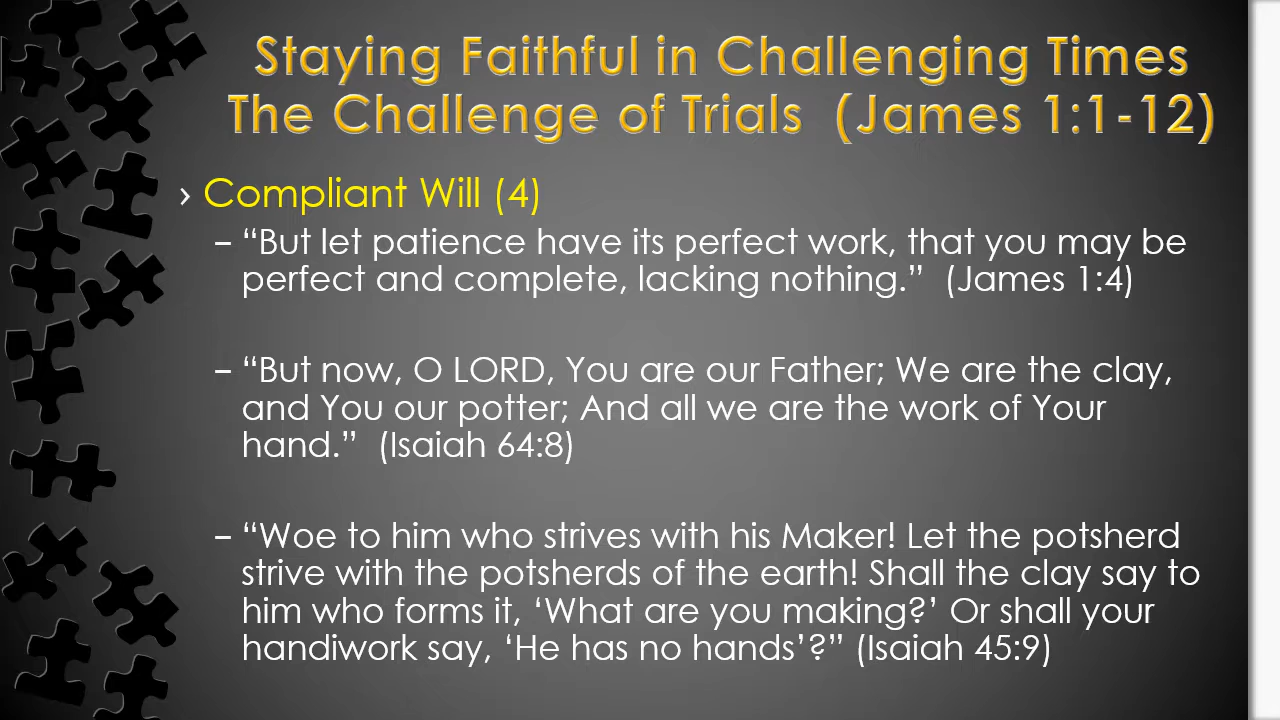 Staying Faithful in Challenging Times
The Challenge of Trials (James 1:1-12)
› Compliant Will (4)
– “But let patience have its perfect work, that you may be
perfect and complete, lacking nothing.” (James 1:4)
– “But now, O LORD, You are our Father; We are the clay,
and You our potter; And all we are the work of Your
hand.” (Isaiah 64:8)
– “Woe to him who strives with his Maker! Let the potsherd
strive with the potsherds of the earth! Shall the clay say to
him who forms it, ‘What are you making?’ Or shall your
handiwork say, ‘He has no hands’?” (Isaiah 45:9)